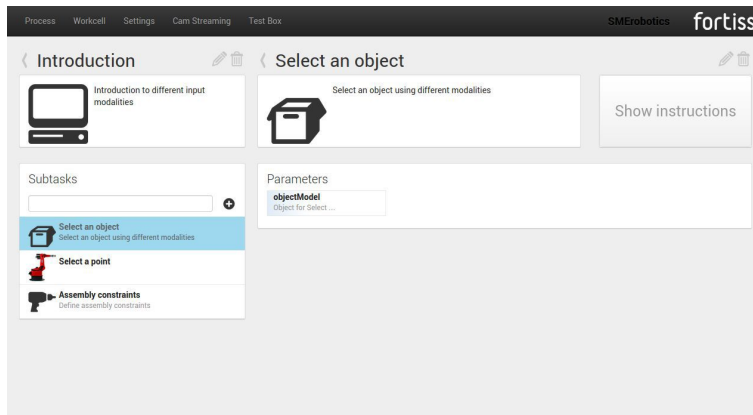 Process Workcell Settings Cam Streaming Test Box SMErobotics fortiss
Introduction
Introduction to different input
modalities
Subtasks
Select an object
Select an object using different modalities
Select a point
Assembly constraints
Define assembly constraints
Select an object
Select an object using different modalities
Show instructions
Parameters
objectModel
Object for Select ...